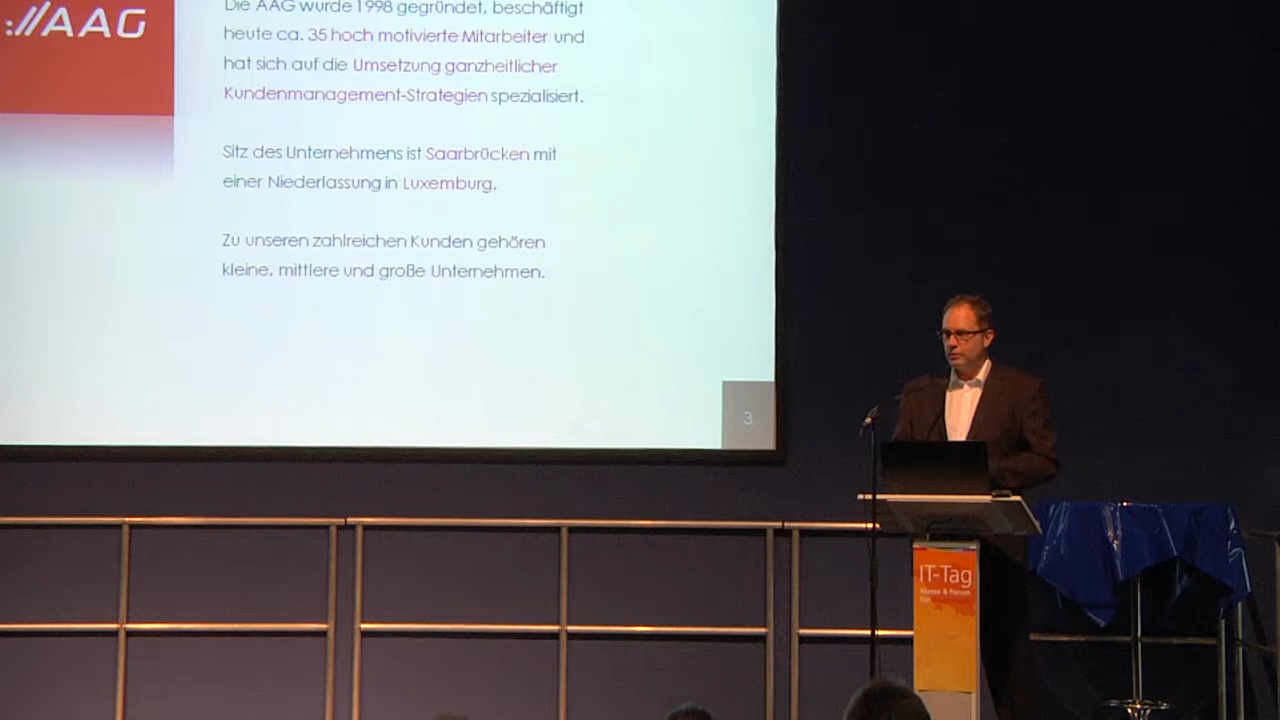 ://AAG
Die AAG wurde 1998 gegründet, beschäftigt
heute ca. 35 hoch motivierte Mitarbeiter und
hat sich auf die Umsetzung ganzheitlicher
Kundenmanagement-Strategien spezialisiert.
Sitz des Unternehmens ist Saarbrücken mit
einer Niederlassung in Luxemburg.
Zu unseren zahlreichen Kunden gehören
kleine, mittlere und große Unternehmen.
3
IT-Tag
Messe & Forum